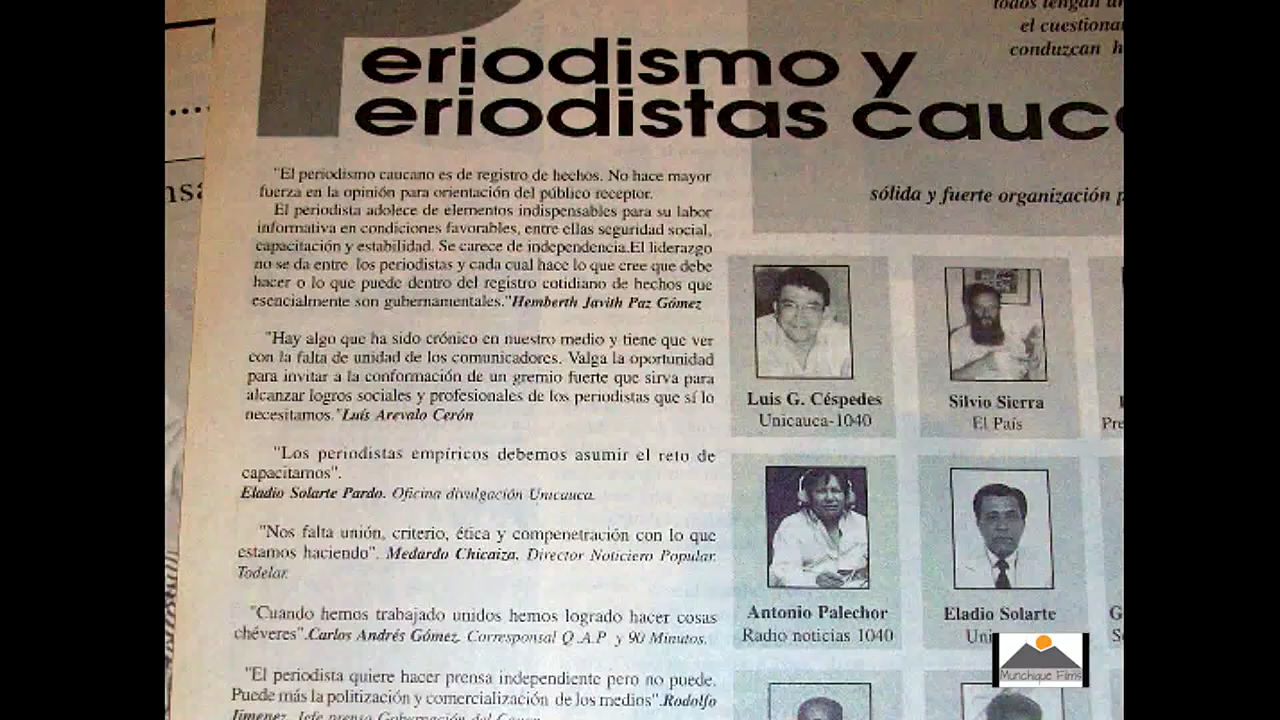 todos tengan
el cuestiona
conduzcan h
Periodismo y
eriodistas cauc
nsa
sólida y fuerte organización p
"El periodismo caucano es de registro de hechos. No hace mayor
fuerza en la opinión para orientación del público receptor.
El periodista adolece de elementos indispensables para su labor
informativa en condiciones favorables, entre ellas seguridad social,
capacitación y estabilidad. Se carece de independencia.El liderazgo
no se da entre los periodistas y cada cual hace lo que cree que debe
hacer o lo que puede dentro del registro cotidiano de hechos que
esencialmente son gubernamentales."Hemberth Javith Paz Gómez
"Hay algo que ha sido crónico en nuestro medio y tiene que ver
con la falta de unidad de los comunicadores. Valga la oportunidad
para invitar a la conformación de un gremio fuerte que sirva para
alcanzar logros sociales y profesionales de los periodistas que sí lo
necesitamos."Luís Arevalo Cerón
"Los periodistas empíricos debemos asumir el reto de
capacitarnos".
Eladio Solarte Pardo. Oficina divulgación Unicauca.
"Nos falta unión, criterio, ética y compenetración con lo que
estamos haciendo". Medardo Chicaiza. Director Noticiero Popular.
Todelar.
"Cuando hemos trabajado unidos hemos logrado hacer cosas
chéveres".Carlos Andrés Gómez. Corresponsal Q.A.P y 90 Minutos.
"El periodista quiere hacer prensa independiente pero no puede.
Puede más la politización y comercialización de los medios".Rodolfo
Jimenez. Jefe prensa Gobernación del Cauca.
Luis G. Céspedes
Unicauca-1040
Silvio Sierra
El País
Pre
Antonio Palechor
Radio noticias 1040
Eladio Solarte
Uni
G
S
Munchique Films